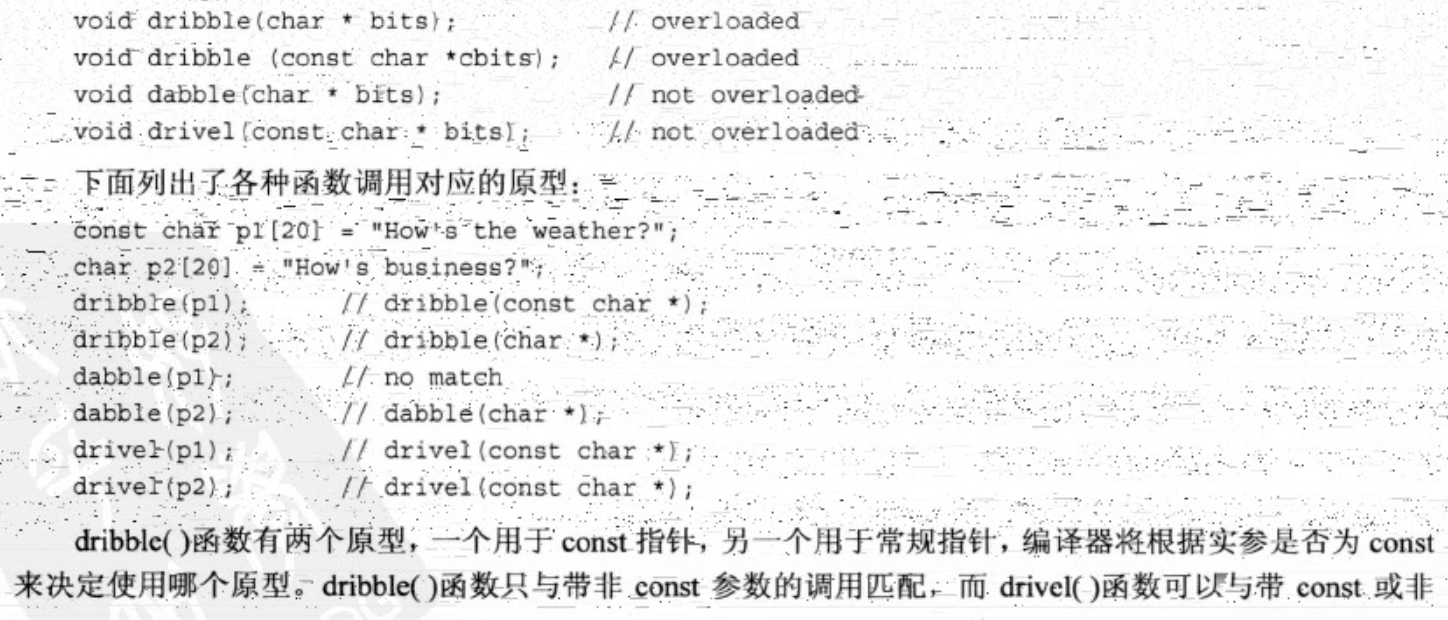 void dribble(char * bits);            // overloaded
void dribble (const char *cbits);   // overloaded
void dabble(char * bits);             // not overloaded
void drivel(const char * bits);      // not overloaded
下面列出了各种函数调用对应的原型：
const char p1[20] = "How's the weather?";
char p2[20] = "How's business?";
dribble(p1);       // dribble(const char *);
dribble(p2);       // dribble(char *);
dabble(p1);        // no match
dabble(p2);        // dabble(char *);
drivel(p1);        // drivel(const char *);
drivel(p2);        // drivel(const char *);
dribble( )函数有两个原型，一个用于 const 指针，另一个用于常规指针，编译器将根据实参是否为 const
来决定使用哪个原型。dribble( )函数只与带非 const 参数的调用匹配，而 drivel( )函数可以与带 const 或非